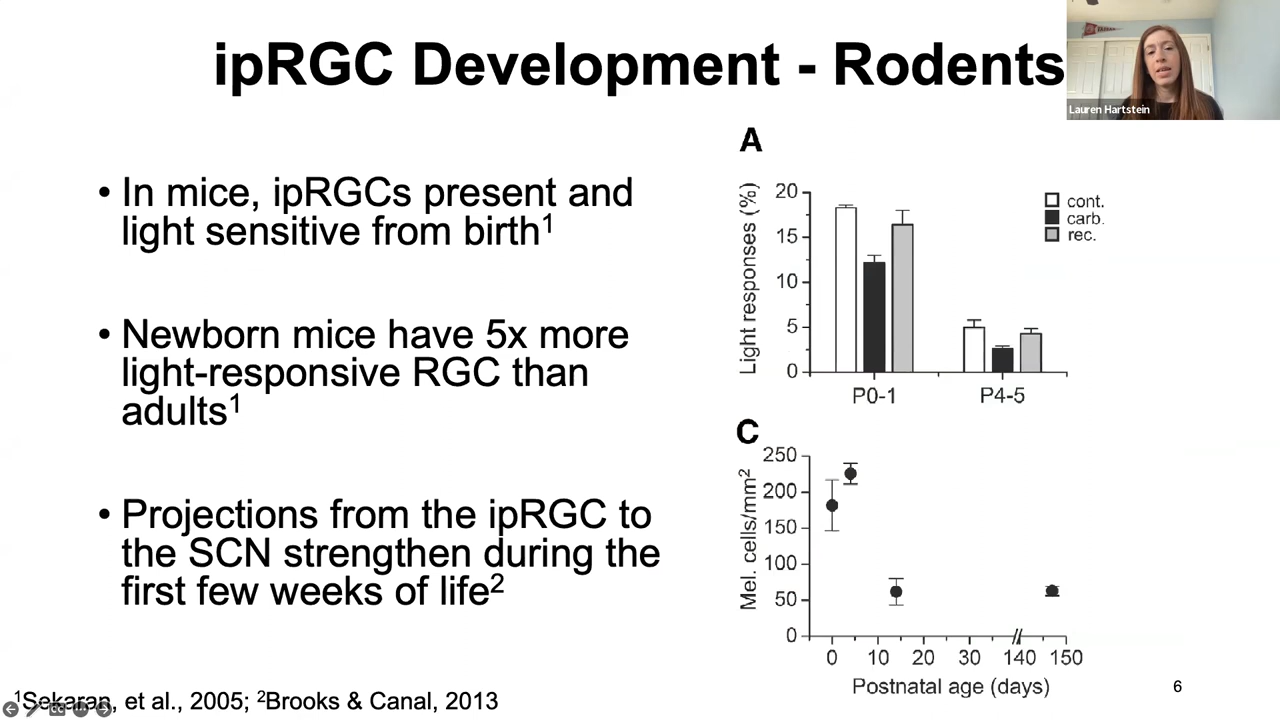 ipRGC Development - Rodents
Lauren Hartstein
• In mice, ipRGCs present and
light sensitive from birth1
• Newborn mice have 5x more
light-responsive RGC than
adults1
• Projections from the ipRGC to
the SCN strengthen during the
first few weeks of life2
A
Light responses (%)
20
15
10
5
0
P0-1
P4-5
cont.
carb.
rec.
C
Mel. cells/mm2
250
200
150
100
50
0
0 10 20 30 140 150
Postnatal age (days)
1Sekaran, et al., 2005; 2Brooks & Canal, 2013
6